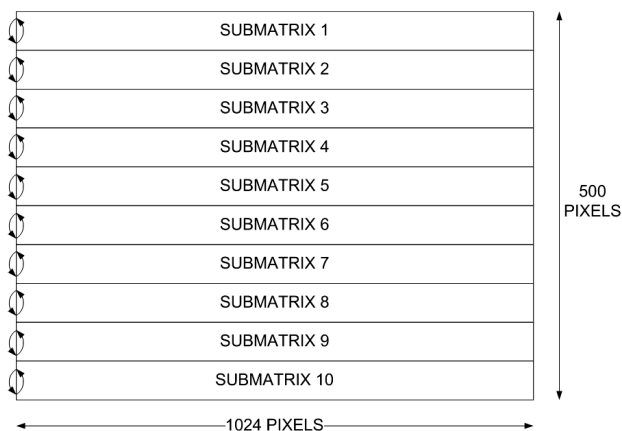 SUBMATRIX 1
SUBMATRIX 2
SUBMATRIX 3
SUBMATRIX 4
SUBMATRIX 5
SUBMATRIX 6
SUBMATRIX 7
SUBMATRIX 8
SUBMATRIX 9
SUBMATRIX 10
500
PIXELS
1024 PIXELS